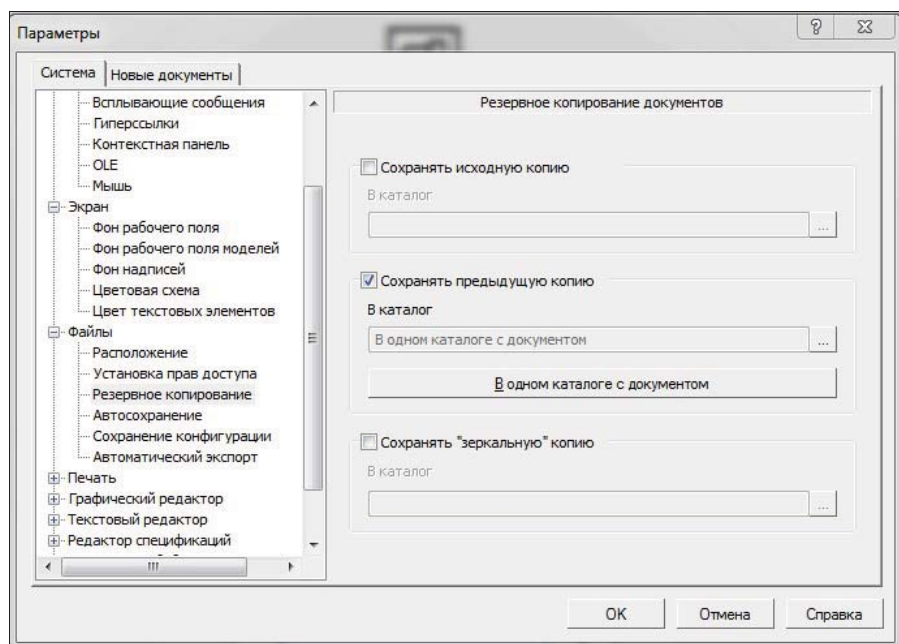 Параметры
Система
Новые документы
Всплывающие сообщения
Гиперссылки
Контекстная панель
OLE
Мышь
Экран
Фон рабочего поля
Фон рабочего поля моделей
Фон надписей
Цветовая схема
Цвет текстовых элементов
Файлы
Расположение
Установка прав доступа
Резервное копирование
Автосохранение
Сохранение конфигурации
Автоматический экспорт
Печать
Графический редактор
Текстовый редактор
Редактор спецификаций
Резервное копирование документов
Сохранять исходную копию
В каталог
...
Сохранять предыдущую копию
В каталог
В одном каталоге с документом
...
В одном каталоге с документом
Сохранять "зеркальную" копию
В каталог
...
OK
Отмена
Справка